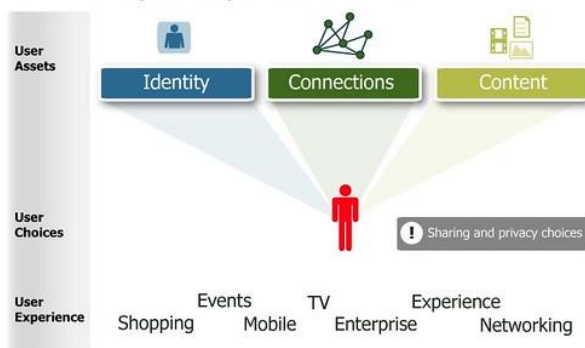 User
Assets
Identity
Connections
Content
User
Choices
! Sharing and privacy choices
User
Experience
Events
TV
Experience
Shopping
Mobile
Enterprise
Networking